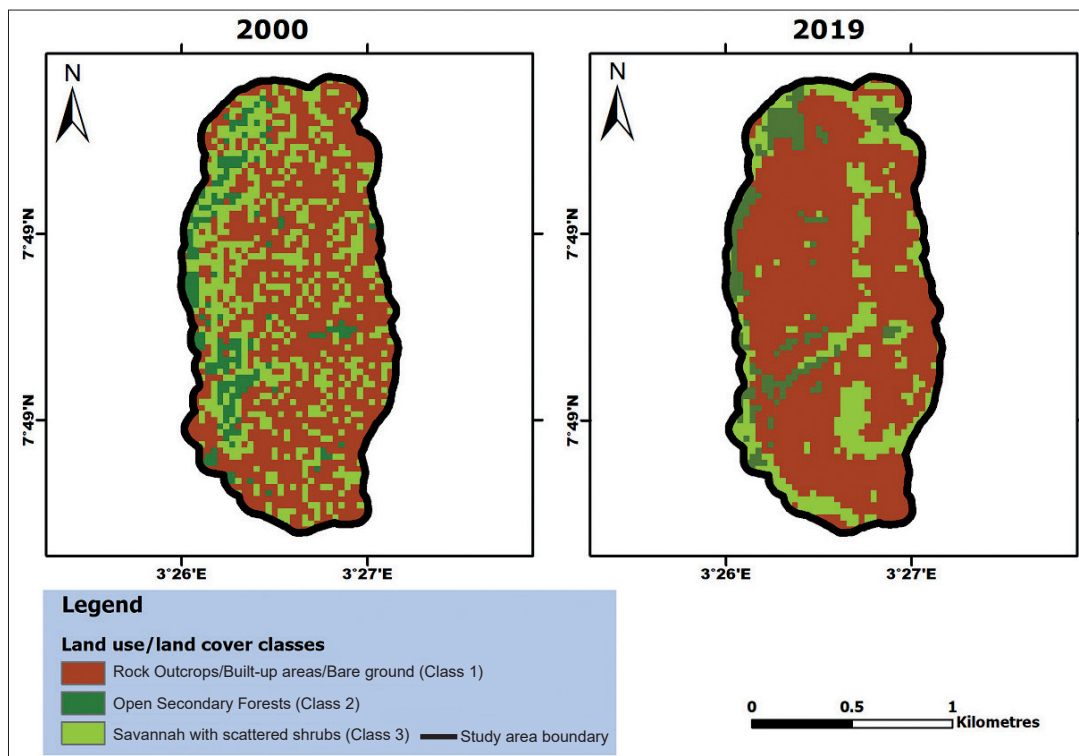 2000
2019
N
N
7°49'N
7°49'N
7°49'N
7°49'N
3°26'E
3°27'E
3°26'E
3°27'E
Legend
Land use/land cover classes
Rock Outcrops/Built-up areas/Bare ground (Class 1)
Open Secondary Forests (Class 2)
Savannah with scattered shrubs (Class 3)
Study area boundary
0 0.5 1
Kilometres